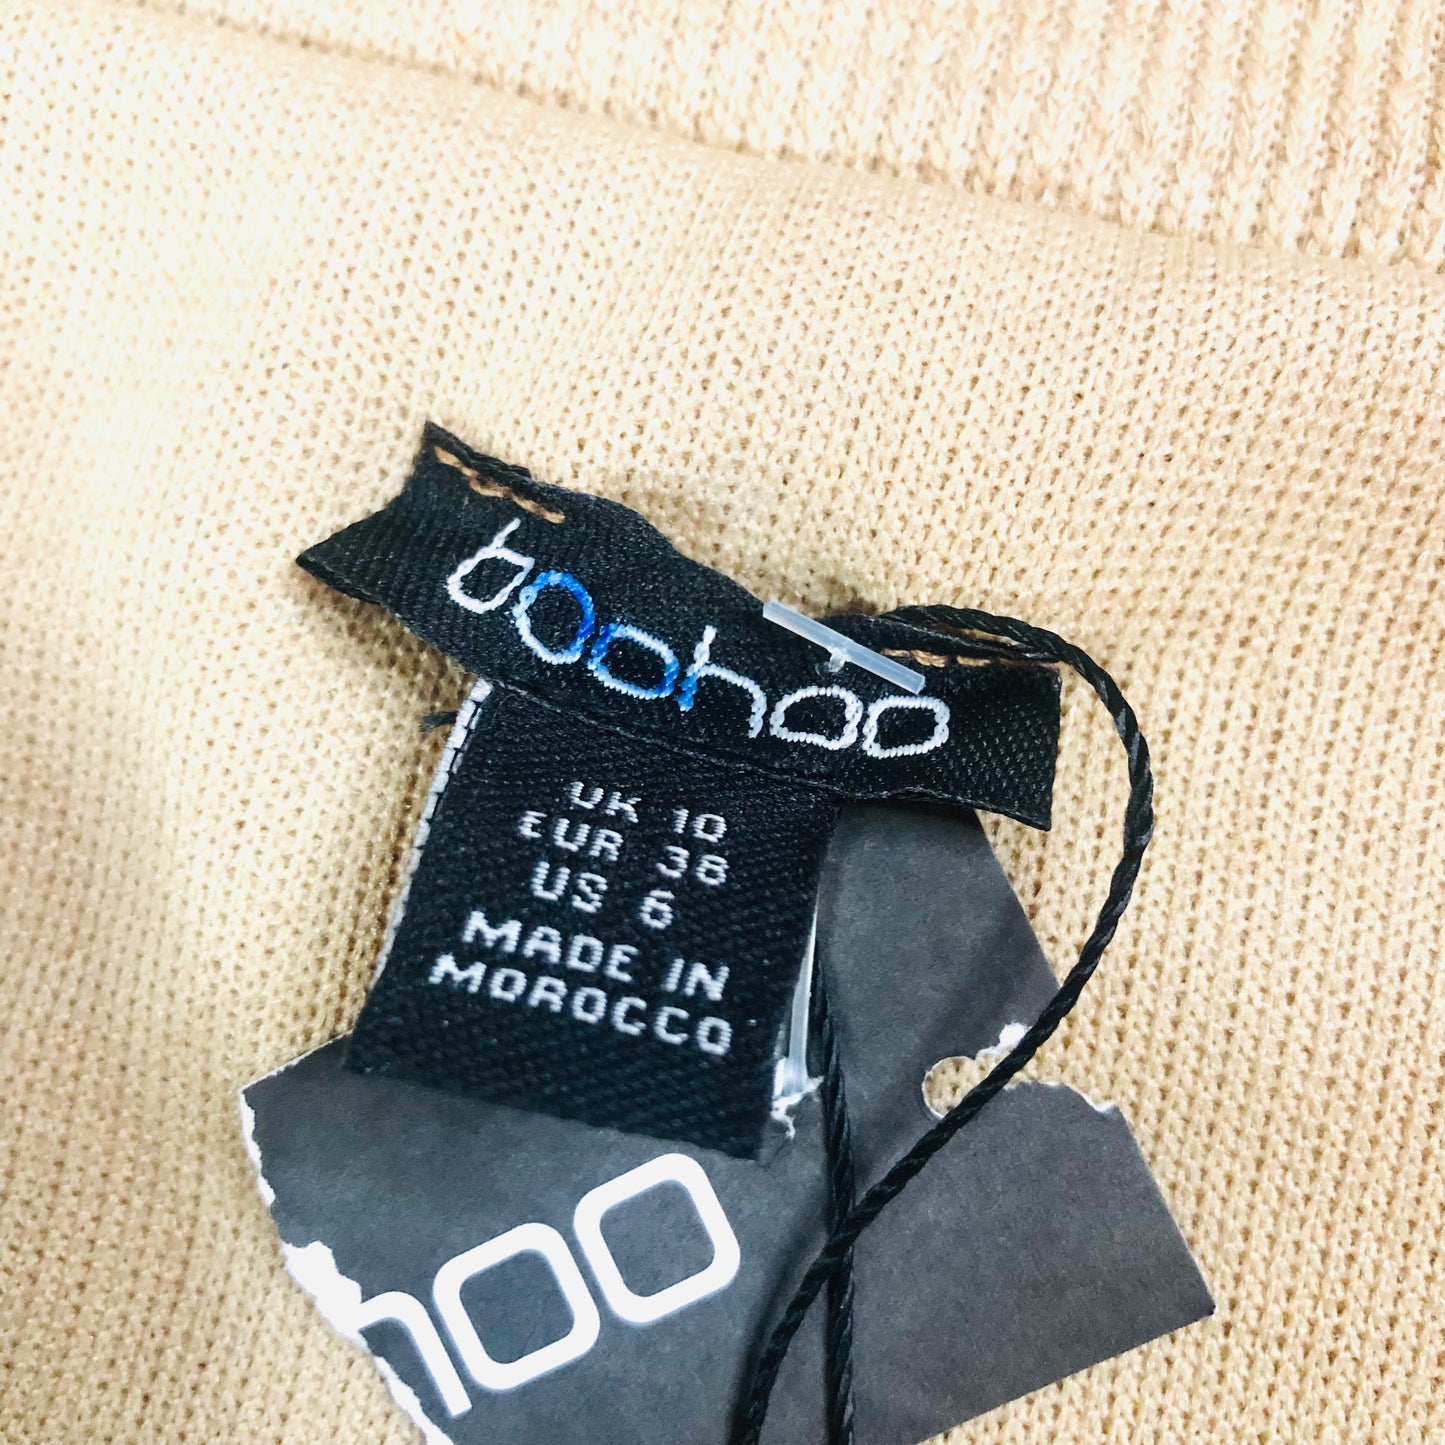 boohoo
UK 10
EUR 38
US 6
MADE IN
MOROCCO
hoo